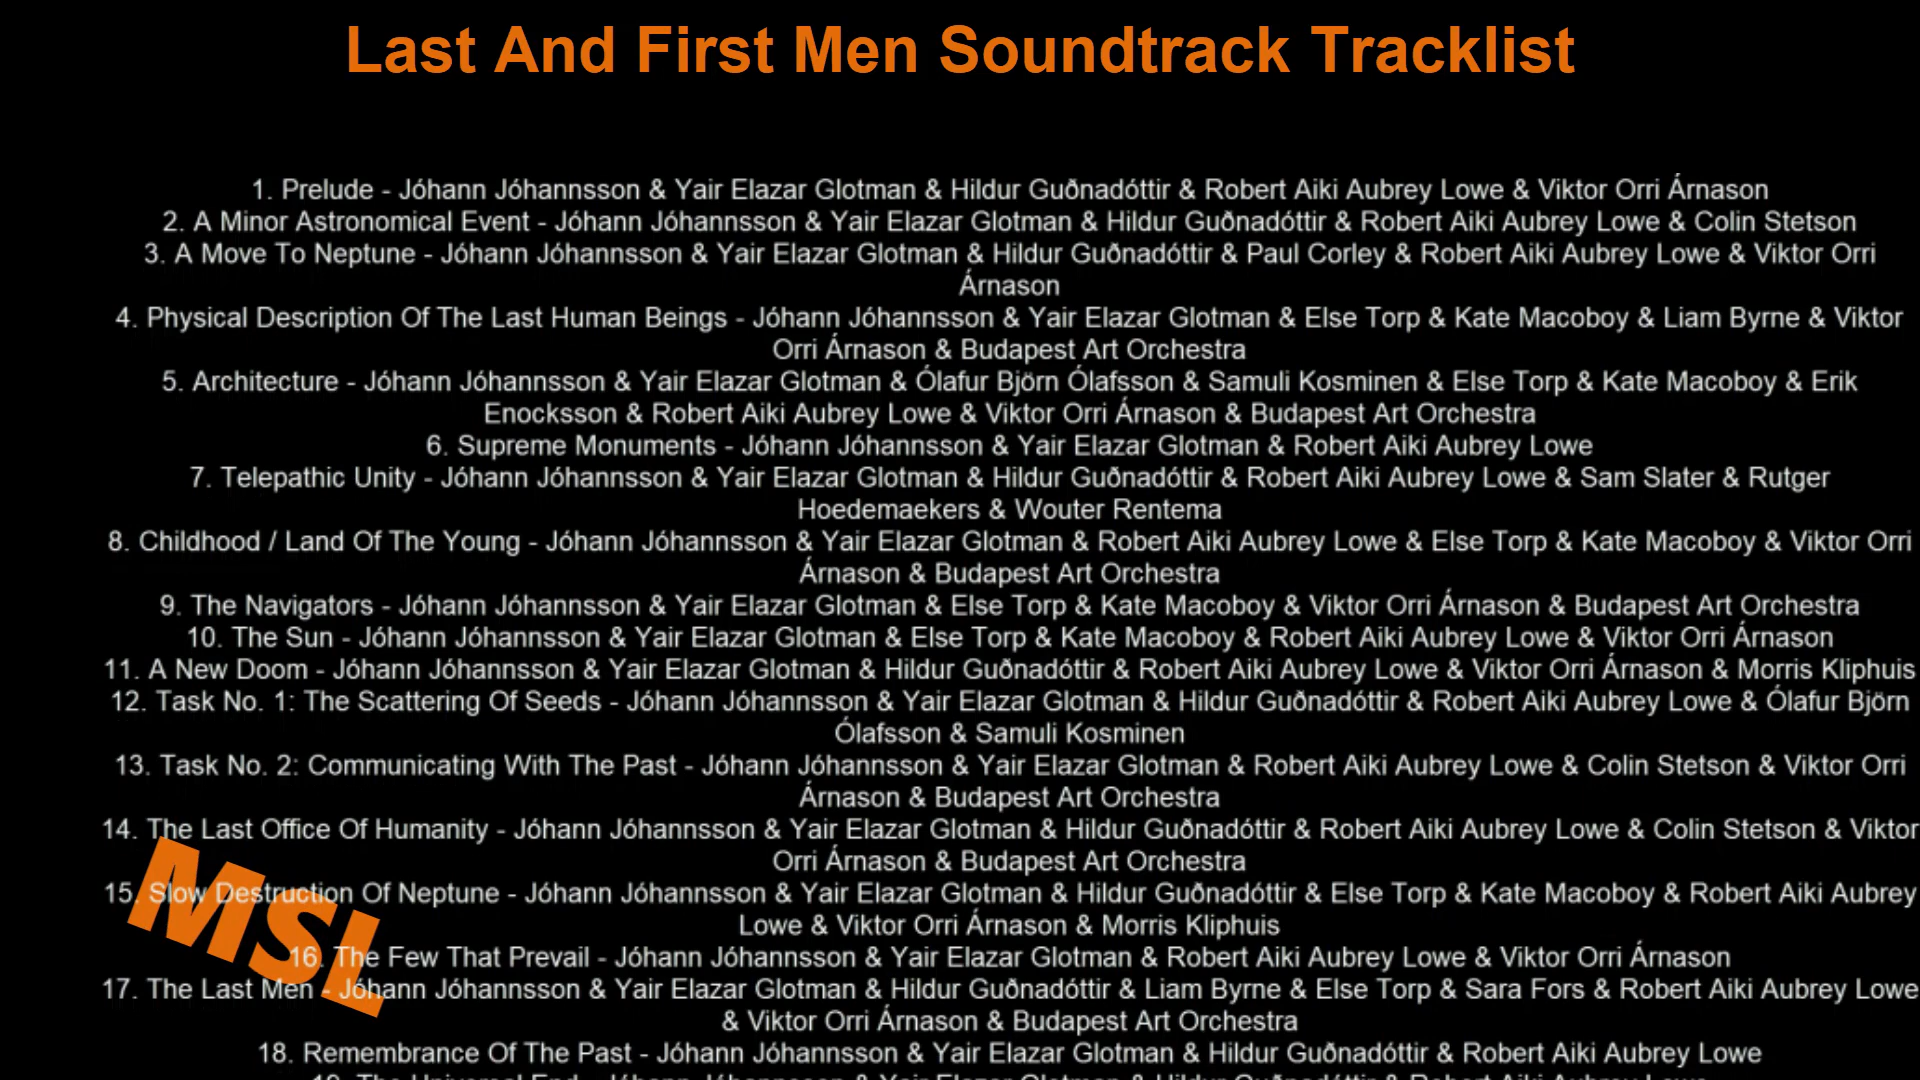 Last And First Men Soundtrack Tracklist
1. Prelude - Jóhann Jóhannsson & Yair Elazar Glotman & Hildur Guðnadóttir & Robert Aiki Aubrey Lowe & Viktor Orri Árnason
2. A Minor Astronomical Event - Jóhann Jóhannsson & Yair Elazar Glotman & Hildur Guðnadóttir & Robert Aiki Aubrey Lowe & Colin Stetson
3. A Move To Neptune - Jóhann Jóhannsson & Yair Elazar Glotman & Hildur Guðnadóttir & Paul Corley & Robert Aiki Aubrey Lowe & Viktor Orri
Árnason
4. Physical Description Of The Last Human Beings - Jóhann Jóhannsson & Yair Elazar Glotman & Else Torp & Kate Macoboy & Liam Byrne & Viktor
Orri Árnason & Budapest Art Orchestra
5. Architecture - Jóhann Jóhannsson & Yair Elazar Glotman & Ólafur Björn Ólafsson & Samuli Kosminen & Else Torp & Kate Macoboy & Erik
Enocksson & Robert Aiki Aubrey Lowe & Viktor Orri Árnason & Budapest Art Orchestra
6. Supreme Monuments - Jóhann Jóhannsson & Yair Elazar Glotman & Robert Aiki Aubrey Lowe
7. Telepathic Unity - Jóhann Jóhannsson & Yair Elazar Glotman & Hildur Guðnadóttir & Robert Aiki Aubrey Lowe & Sam Slater & Rutger
Hoedemaekers & Wouter Rentema
8. Childhood / Land Of The Young - Jóhann Jóhannsson & Yair Elazar Glotman & Robert Aiki Aubrey Lowe & Else Torp & Kate Macoboy & Viktor Orri
Árnason & Budapest Art Orchestra
9. The Navigators - Jóhann Jóhannsson & Yair Elazar Glotman & Else Torp & Kate Macoboy & Viktor Orri Árnason & Budapest Art Orchestra
10. The Sun - Jóhann Jóhannsson & Yair Elazar Glotman & Else Torp & Kate Macoboy & Robert Aiki Aubrey Lowe & Viktor Orri Árnason
11. A New Doom - Jóhann Jóhannsson & Yair Elazar Glotman & Hildur Guðnadóttir & Robert Aiki Aubrey Lowe & Viktor Orri Árnason & Morris Kliphuis
12. Task No. 1: The Scattering Of Seeds - Jóhann Jóhannsson & Yair Elazar Glotman & Hildur Guðnadóttir & Robert Aiki Aubrey Lowe & Ólafur Björn
Ólafsson & Samuli Kosminen
13. Task No. 2: Communicating With The Past - Jóhann Jóhannsson & Yair Elazar Glotman & Robert Aiki Aubrey Lowe & Colin Stetson & Viktor Orri
Árnason & Budapest Art Orchestra
14. The Last Office Of Humanity - Jóhann Jóhannsson & Yair Elazar Glotman & Hildur Guðnadóttir & Robert Aiki Aubrey Lowe & Colin Stetson & Viktor
Orri Árnason & Budapest Art Orchestra
15. Slow Destruction Of Neptune - Jóhann Jóhannsson & Yair Elazar Glotman & Hildur Guðnadóttir & Else Torp & Kate Macoboy & Robert Aiki Aubrey
Lowe & Viktor Orri Árnason & Morris Kliphuis
16. The Few That Prevail - Jóhann Jóhannsson & Yair Elazar Glotman & Robert Aiki Aubrey Lowe & Viktor Orri Árnason
17. The Last Men - Jóhann Jóhannsson & Yair Elazar Glotman & Hildur Guðnadóttir & Liam Byrne & Else Torp & Sara Fors & Robert Aiki Aubrey Lowe
& Viktor Orri Árnason & Budapest Art Orchestra
18. Remembrance Of The Past - Jóhann Jóhannsson & Yair Elazar Glotman & Hildur Guðnadóttir & Robert Aiki Aubrey Lowe
19. The Universal End - Jóhann Jóhannsson & Yair Elazar Glotman & Hildur Guðnadóttir & Robert Aiki Aubrey Lowe
MSL